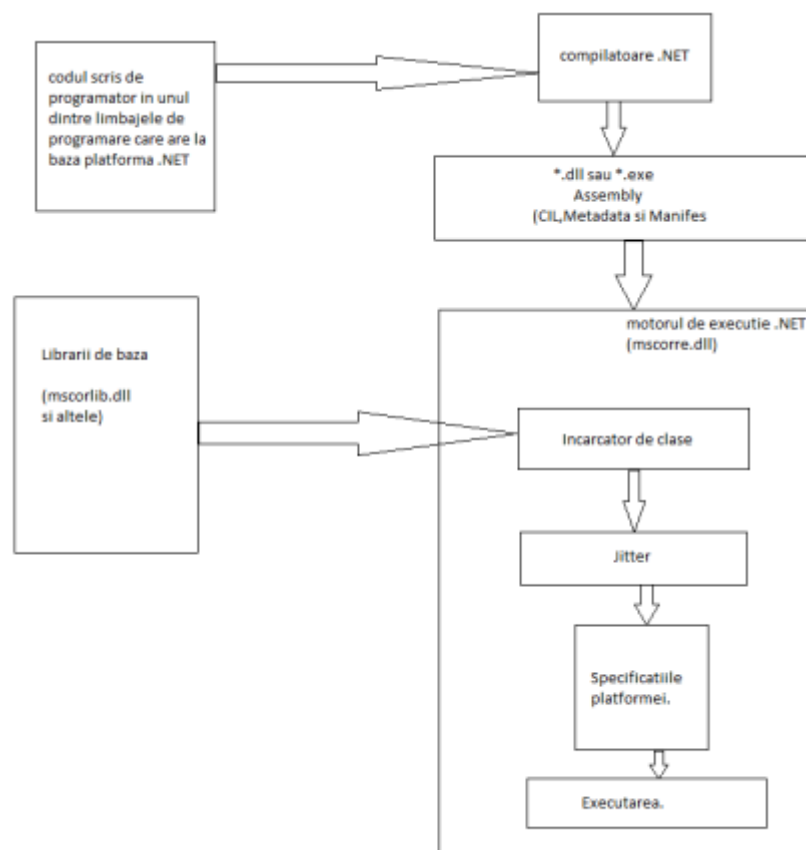 codul scris de
programator in unul
dintre limbajele de
programare care are la
baza platforma .NET
compilatoare .NET
*.dll sau *.exe
Assembly
(CIL,Metadata si Manifes
Librarii de baza
(mscorlib.dll
si altele)
motorul de executie .NET
(mscorre.dll)
Incarcator de clase
Jitter
Specificatiile
platformei.
Executarea.